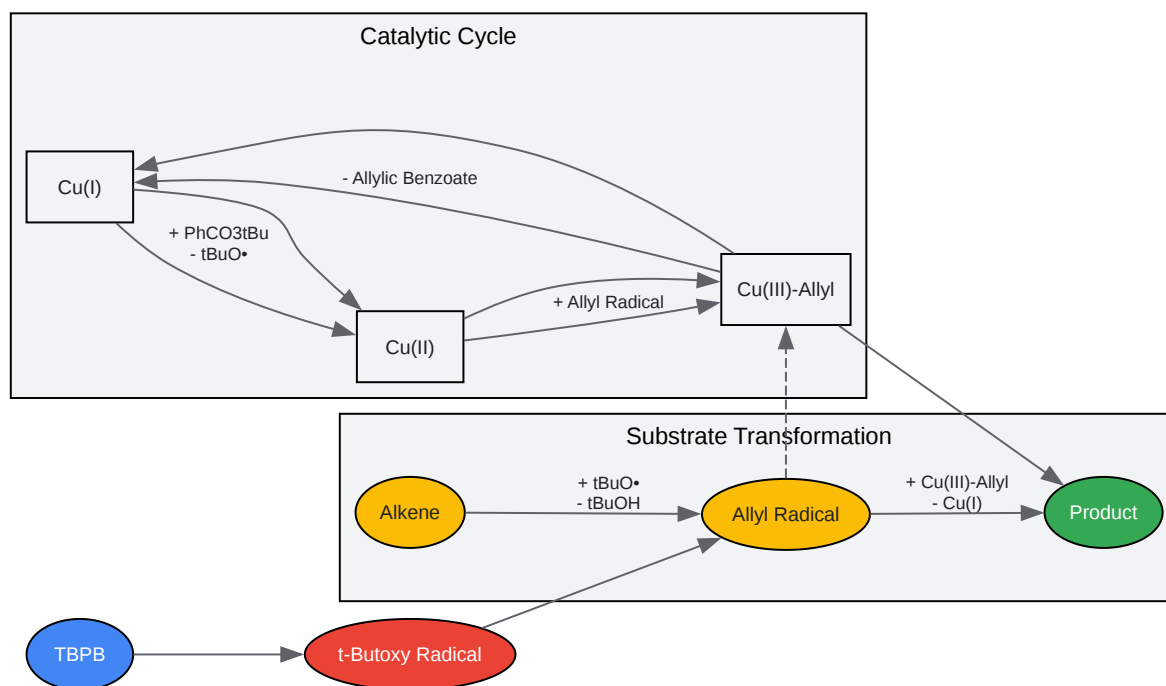 Catalytic Cycle
Cu(I)
- Allylic Benzoate
+ PhCO3tBu
- tBuO•
Cu(II)
+ Allyl Radical
Cu(III)-Allyl
Substrate Transformation
Alkene
+ tBuO•
- tBuOH
Allyl Radical
+ Cu(III)-Allyl
- Cu(I)
Product
TBPB
t-Butoxy Radical